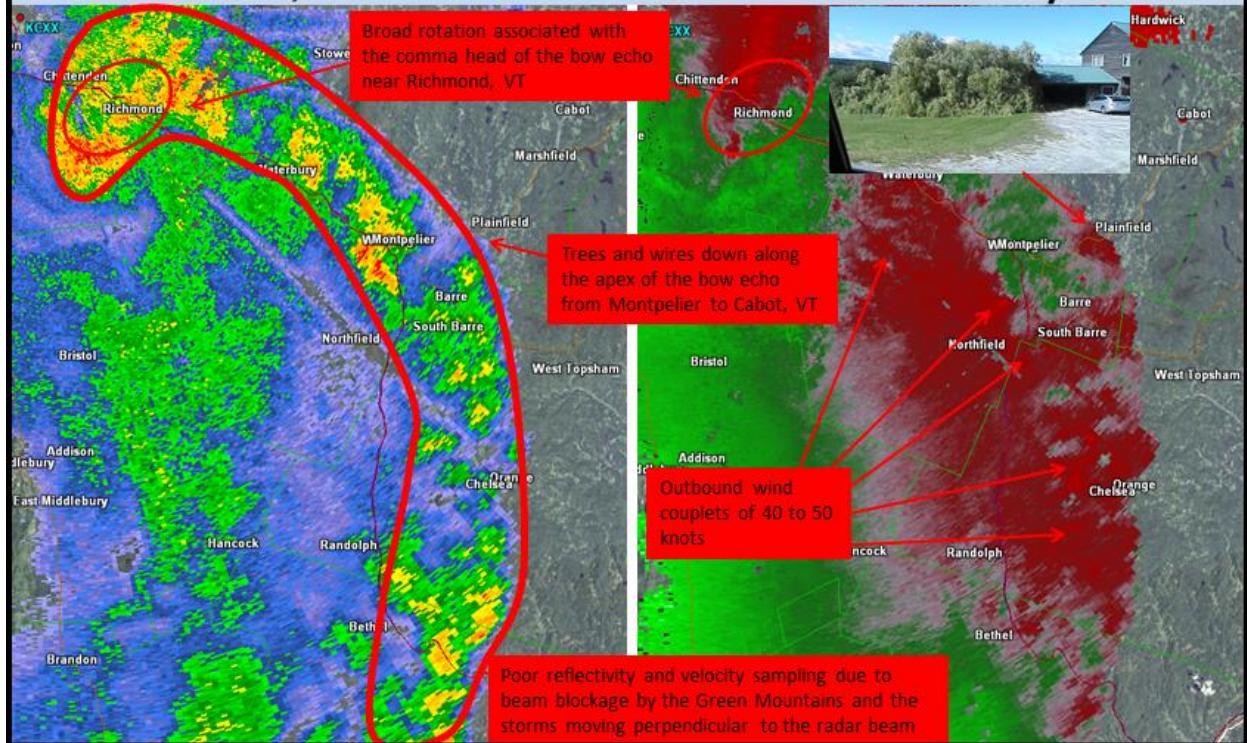 KCXX
Chittenden
Richmond
Stowe
Cabot
Marshfield
Waterbury
Plainfield
Montpelier
Barre
South Barre
Northfield
Bristol
West Topsham
Addison
East Middlebury
Orange
Chelsea
Hancock
Randolph
Bethel
Brandon
Broad rotation associated with
the comma head of the bow echo
near Richmond, VT
Trees and wires down along
the apex of the bow echo
from Montpelier to Cabot, VT
Hardwick
Chittenden
Richmond
Cabot
Marshfield
Waterbury
Plainfield
Montpelier
Barre
South Barre
Northfield
Bristol
West Topsham
Addison
Orange
Chelsea
Randolph
Bethel
Outbound wind
couplets of 40 to 50
knots
Poor reflectivity and velocity sampling due to
beam blockage by the Green Mountains and the
storms moving perpendicular to the radar beam